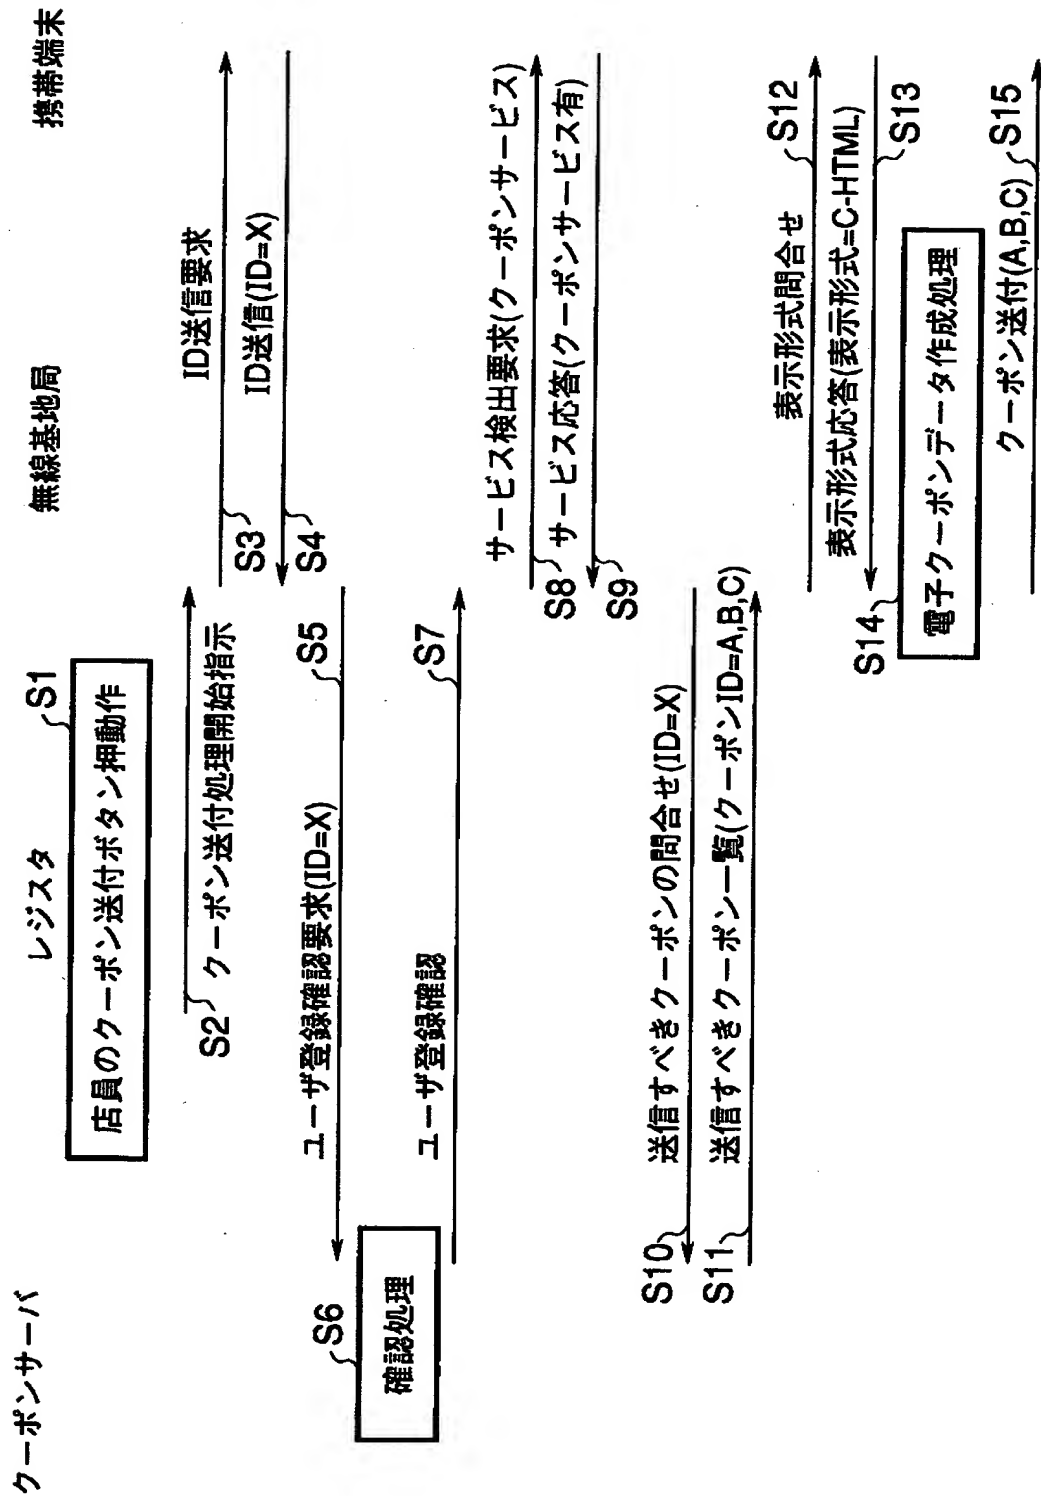 クーポンサーバ
レジスタ
無線基地局
携帯端末
S1
店員のクーポン送付ボタン押動作
S2
クーポン送付処理開始指示
ID送信要求
S3
ID送信(ID=X)
S4
ユーザ登録確認要求(ID=X)
S5
S6
確認処理
ユーザ登録確認
S7
サービス検出要求(クーポンサービス)
S8
サービス応答(クーポンサービス有)
S9
送信すべきクーポンの問合せ(ID=X)
S10
送信すべきクーポン一覧(クーポンID=A,B,C)
S11
表示形式問合せ
S12
表示形式応答(表示形式=C-HTML)
S13
S14
電子クーポンデータ作成処理
クーポン送付(A,B,C)
S15